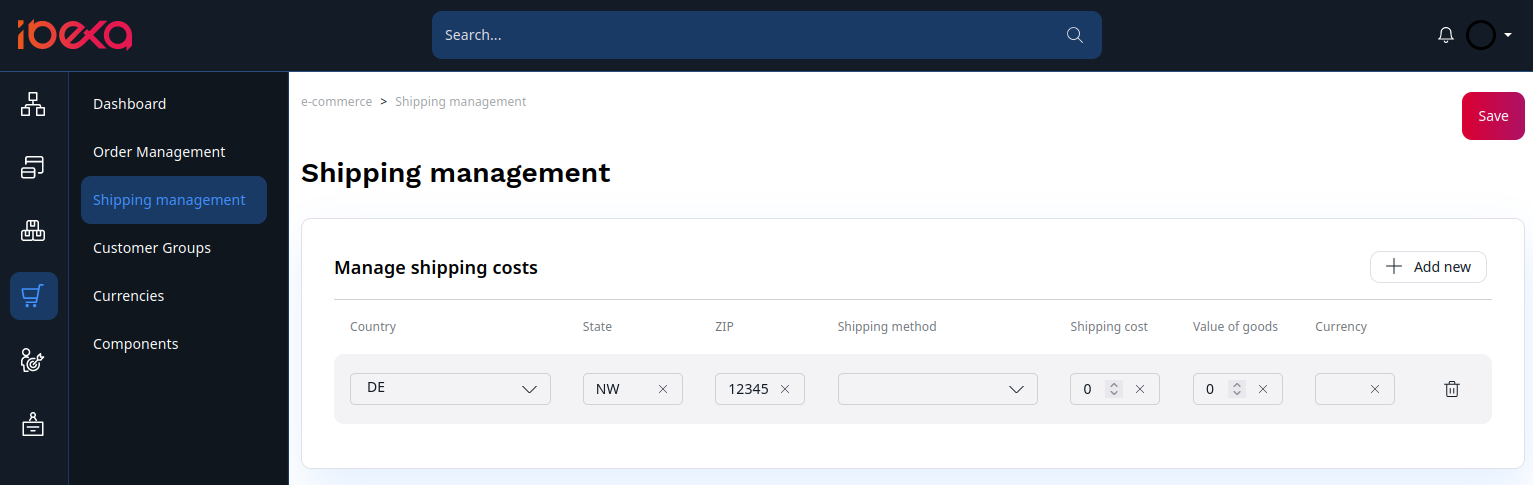 ibexa
Search...
Dashboard
Order Management
Shipping management
Customer Groups
Currencies
Components
e-commerce > Shipping management
Save
Shipping management
Manage shipping costs
Add new
Country State ZIP Shipping method Shipping cost Value of goods Currency
DE NW 12345 0 0